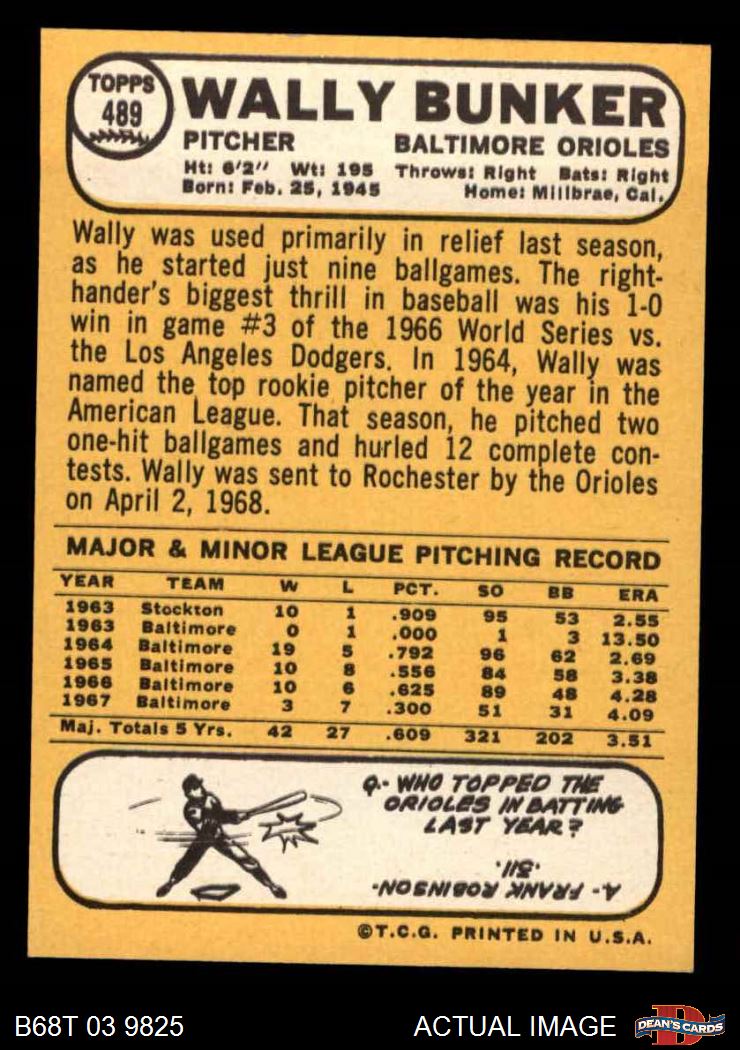 TOPPS
489
WALLY BUNKER
PITCHER BALTIMORE ORIOLES
Ht: 6'2" Wt: 195 Throws: Right Bats: Right
Born: Feb. 25, 1945 Home: Millbrae, Cal.
Wally was used primarily in relief last season,
as he started just nine ballgames. The right-
hander's biggest thrill in baseball was his 1-0
win in game #3 of the 1966 World Series vs.
the Los Angeles Dodgers. In 1964, Wally was
named the top rookie pitcher of the year in the
American League. That season, he pitched two
one-hit ballgames and hurled 12 complete con-
tests. Wally was sent to Rochester by the Orioles
on April 2, 1968.
MAJOR & MINOR LEAGUE PITCHING RECORD
YEAR TEAM W L PCT. SO BB ERA
1963 Stockton 10 1 .909 95 53 2.55
1963 Baltimore 0 1 .000 1 3 13.50
1964 Baltimore 19 5 .792 96 62 2.69
1965 Baltimore 10 8 .556 84 58 3.38
1966 Baltimore 10 6 .625 89 48 4.28
1967 Baltimore 3 7 .300 51 31 4.09
Maj. Totals 5 Yrs. 42 27 .609 321 202 3.51
Q.- WHO TOPPED THE
ORIOLES IN BATTING
LAST YEAR?
A.- FRANK ROBINSON-
.311.
©T.C.G. PRINTED IN U.S.A.
B68T 03 9825 ACTUAL IMAGE
D
DEAN'S CARDS